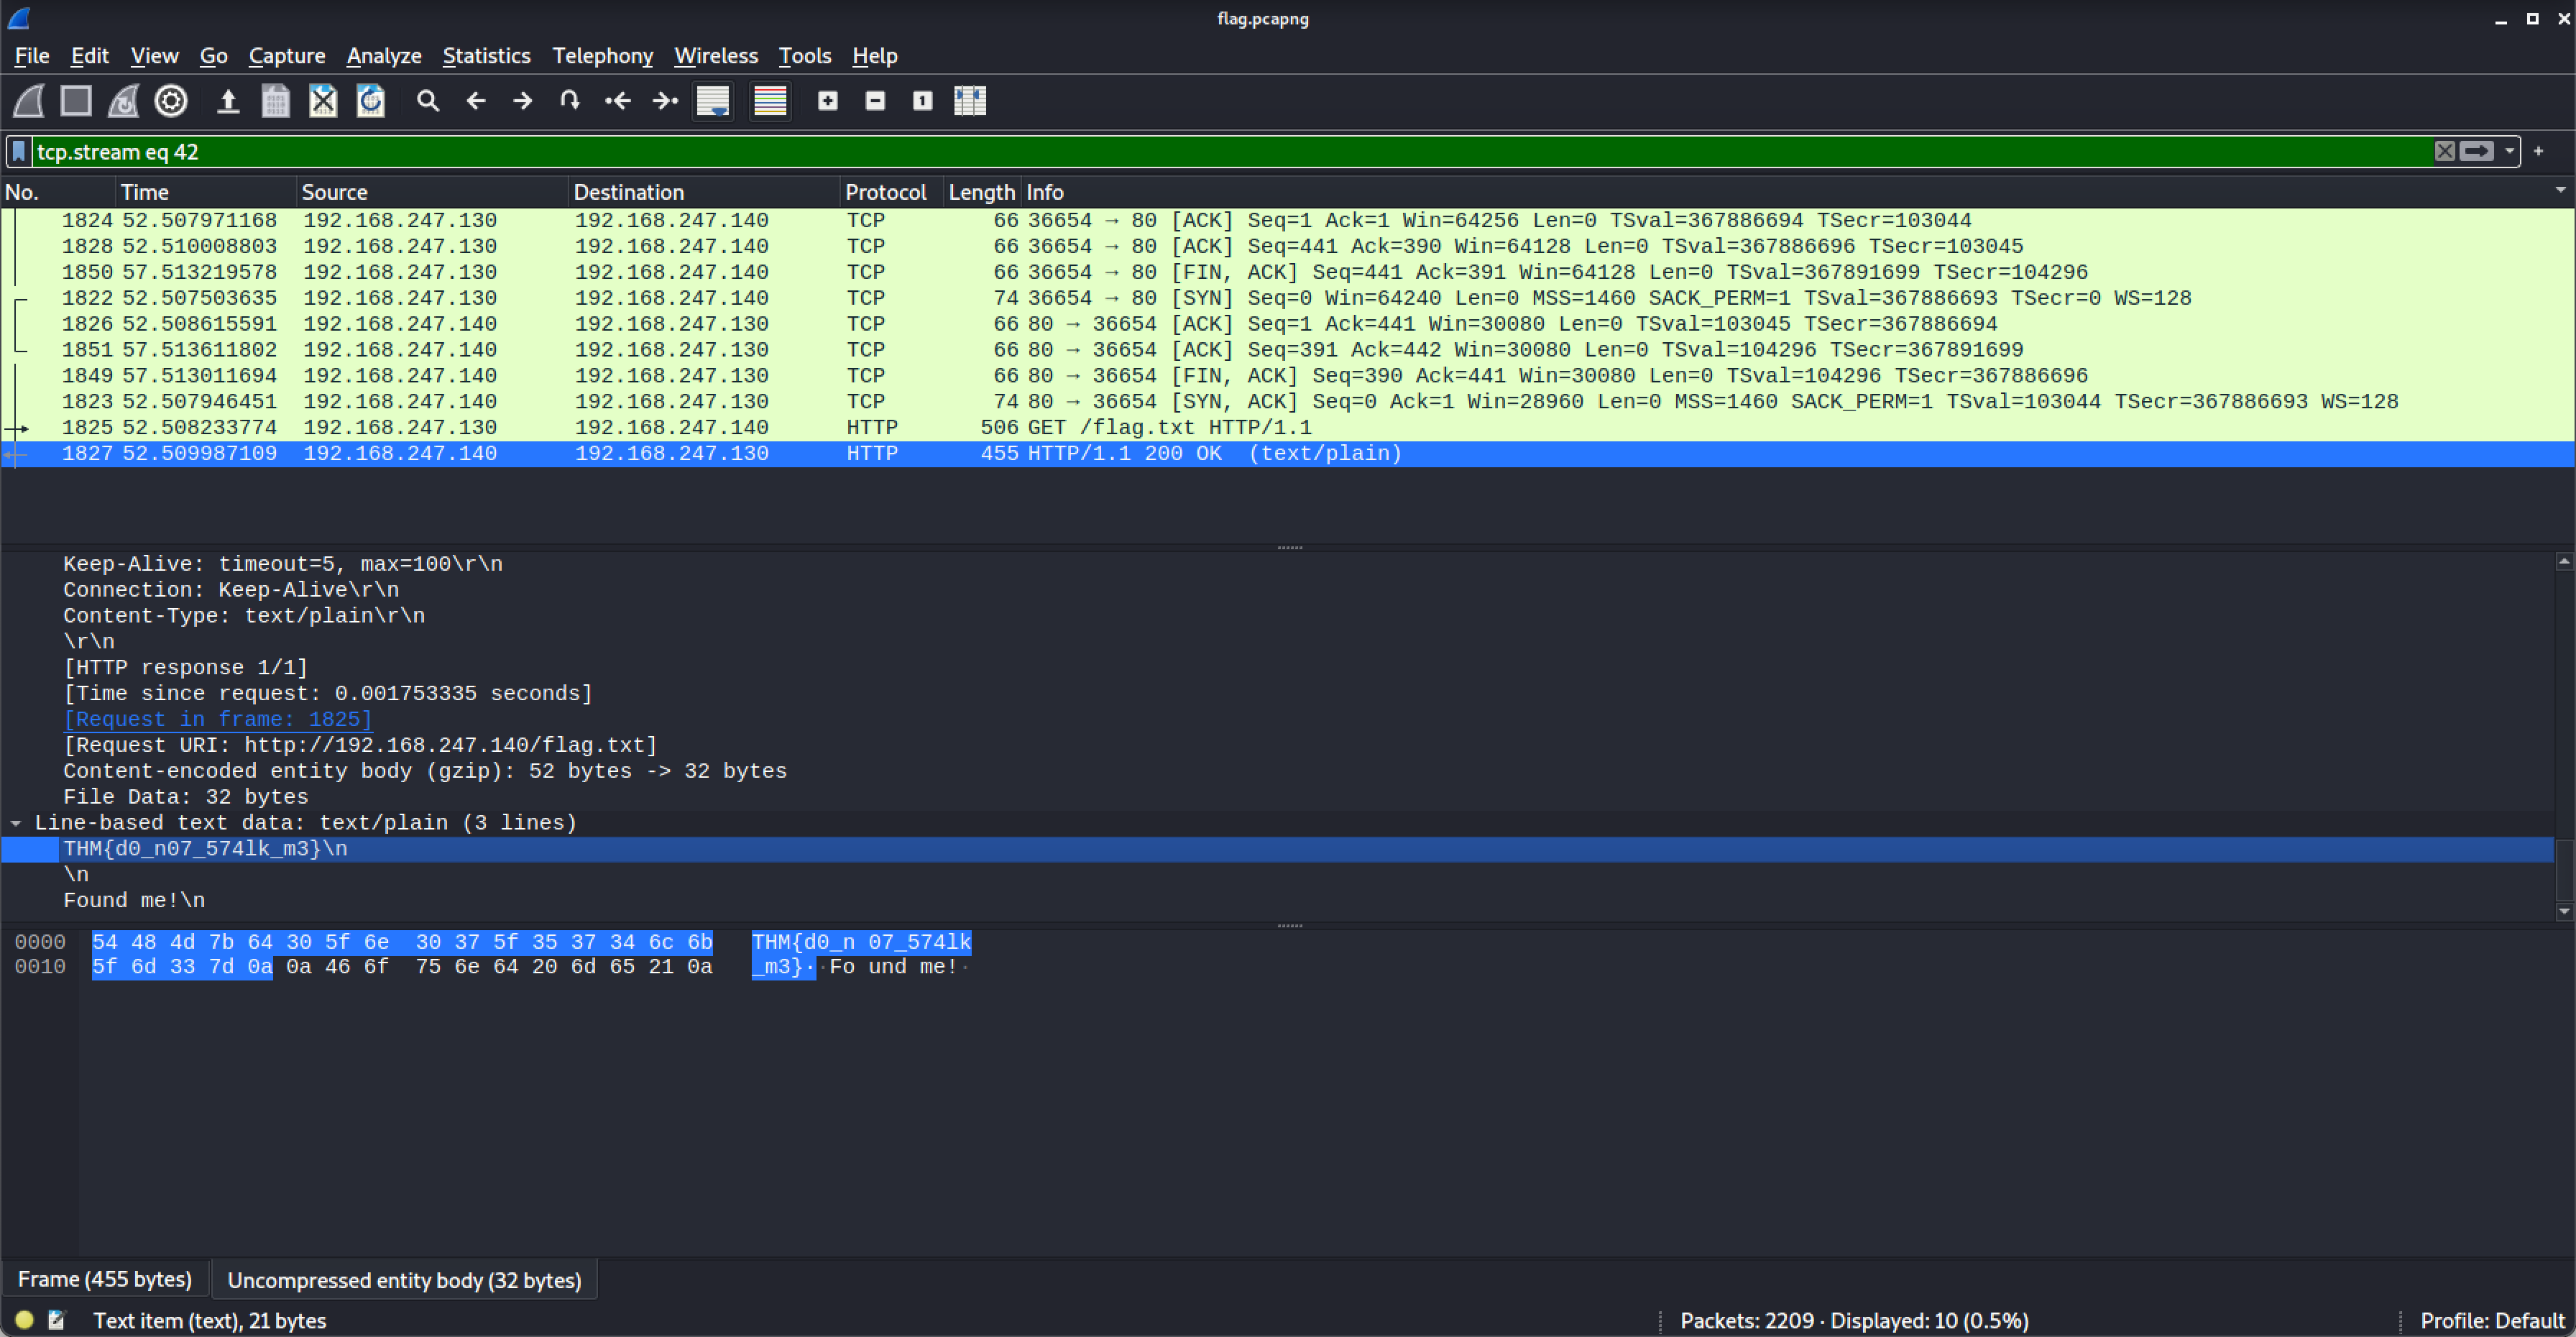 flag.pcapng
File Edit View Go Capture Analyze Statistics Telephony Wireless Tools Help
tcp.stream eq 42
No. Time Source Destination Protocol Length Info
1824 52.507971168 192.168.247.130 192.168.247.140 TCP 66 36654 → 80 [ACK] Seq=1 Ack=1 Win=64256 Len=0 TSval=367886694 TSecr=103044
1828 52.510008803 192.168.247.130 192.168.247.140 TCP 66 36654 → 80 [ACK] Seq=441 Ack=390 Win=64128 Len=0 TSval=367886696 TSecr=103045
1850 57.513219578 192.168.247.130 192.168.247.140 TCP 66 36654 → 80 [FIN, ACK] Seq=441 Ack=391 Win=64128 Len=0 TSval=367891699 TSecr=104296
1822 52.507503635 192.168.247.130 192.168.247.140 TCP 74 36654 → 80 [SYN] Seq=0 Win=64240 Len=0 MSS=1460 SACK_PERM=1 TSval=367886693 TSecr=0 WS=128
1826 52.508615591 192.168.247.140 192.168.247.130 TCP 66 80 → 36654 [ACK] Seq=1 Ack=441 Win=30080 Len=0 TSval=103045 TSecr=367886694
1851 57.513611802 192.168.247.140 192.168.247.130 TCP 66 80 → 36654 [ACK] Seq=391 Ack=442 Win=30080 Len=0 TSval=104296 TSecr=367891699
1849 57.513011694 192.168.247.140 192.168.247.130 TCP 66 80 → 36654 [FIN, ACK] Seq=390 Ack=441 Win=30080 Len=0 TSval=104296 TSecr=367886696
1823 52.507946451 192.168.247.140 192.168.247.130 TCP 74 80 → 36654 [SYN, ACK] Seq=0 Ack=1 Win=28960 Len=0 MSS=1460 SACK_PERM=1 TSval=103044 TSecr=367886693 WS=128
1825 52.508233774 192.168.247.130 192.168.247.140 HTTP 506 GET /flag.txt HTTP/1.1
1827 52.509987109 192.168.247.140 192.168.247.130 HTTP 455 HTTP/1.1 200 OK (text/plain)
Keep-Alive: timeout=5, max=100\r\n
Connection: Keep-Alive\r\n
Content-Type: text/plain\r\n
\r\n
[HTTP response 1/1]
[Time since request: 0.001753335 seconds]
[Request in frame: 1825]
[Request URI: http://192.168.247.140/flag.txt]
Content-encoded entity body (gzip): 52 bytes -> 32 bytes
File Data: 32 bytes
Line-based text data: text/plain (3 lines)
THM{d0_n07_574lk_m3}\n
\n
Found me!\n
0000 54 48 4d 7b 64 30 5f 6e 30 37 5f 35 37 34 6c 6b THM{d0_n 07_574lk
0010 5f 6d 33 7d 0a 0a 46 6f 75 6e 64 20 6d 65 21 0a _m3}··Fo und me!·
Frame (455 bytes) Uncompressed entity body (32 bytes)
Text item (text), 21 bytes Packets: 2209 · Displayed: 10 (0.5%) Profile: Default